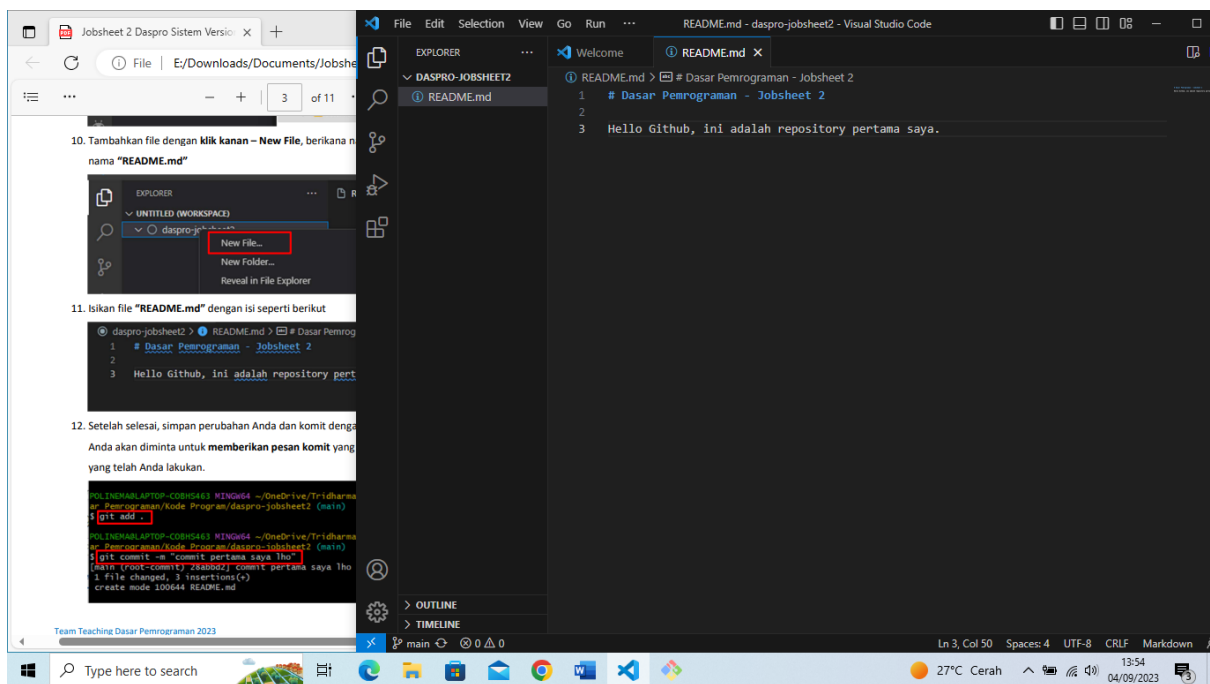 Jobsheet 2 Daspro Sistem Versio
File | E:/Downloads/Documents/Jobshe
3 of 11
10. Tambahkan file dengan klik kanan – New File, berikana n
nama “README.md”
EXPLORER ...
UNTITLED (WORKSPACE)
daspro-jobsheet2
New File...
New Folder...
Reveal in File Explorer
11. Isikan file “README.md” dengan isi seperti berikut
daspro-jobsheet2 > README.md > # Dasar Pemrog
1 # Dasar Pemrograman - Jobsheet 2
2
3 Hello Github, ini adalah repository pert
12. Setelah selesai, simpan perubahan Anda dan komit denga
Anda akan diminta untuk memberikan pesan komit yang
yang telah Anda lakukan.
POLINEMA@LAPTOP-COBHS463 MINGW64 ~/OneDrive/Tridharma
ar Pemrograman/Kode Program/daspro-jobsheet2 (main)
$ git add .
POLINEMA@LAPTOP-COBHS463 MINGW64 ~/OneDrive/Tridharma
ar Pemrograman/Kode Program/daspro-jobsheet2 (main)
$ git commit -m "commit pertama saya lho"
[main (root-commit) 28abbd2] commit pertama saya lho
1 file changed, 3 insertions(+)
create mode 100644 README.md
Team Teaching Dasar Pemrograman 2023
File Edit Selection View Go Run ... README.md - daspro-jobsheet2 - Visual Studio Code
EXPLORER ...
DASPRO-JOBSHEET2
README.md
OUTLINE
TIMELINE
Welcome README.md
README.md > # Dasar Pemrograman - Jobsheet 2
1 # Dasar Pemrograman - Jobsheet 2
2
3 Hello Github, ini adalah repository pertama saya.
main 0 0 Ln 3, Col 50 Spaces: 4 UTF-8 CRLF Markdown
Type here to search 27°C Cerah 13:54
04/09/2023
3